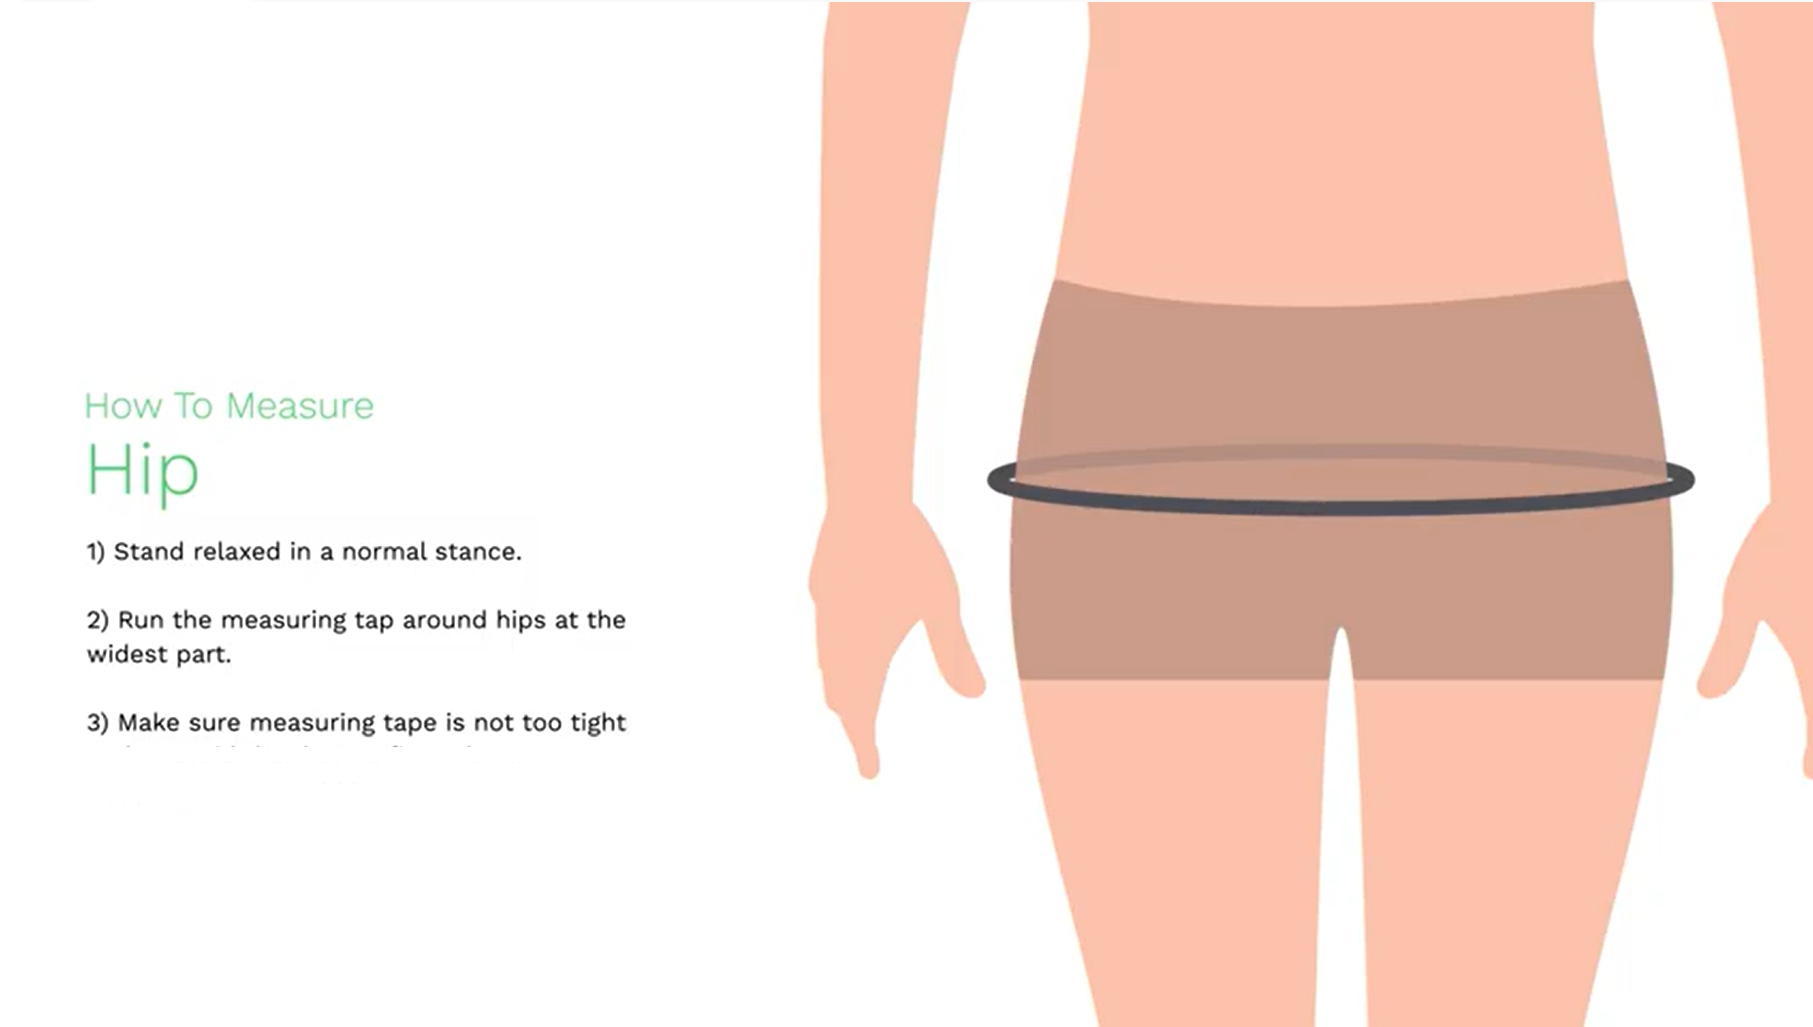 How To Measure
Hip
1) Stand relaxed in a normal stance.
2) Run the measuring tap around hips at the
widest part.
3) Make sure measuring tape is not too tight